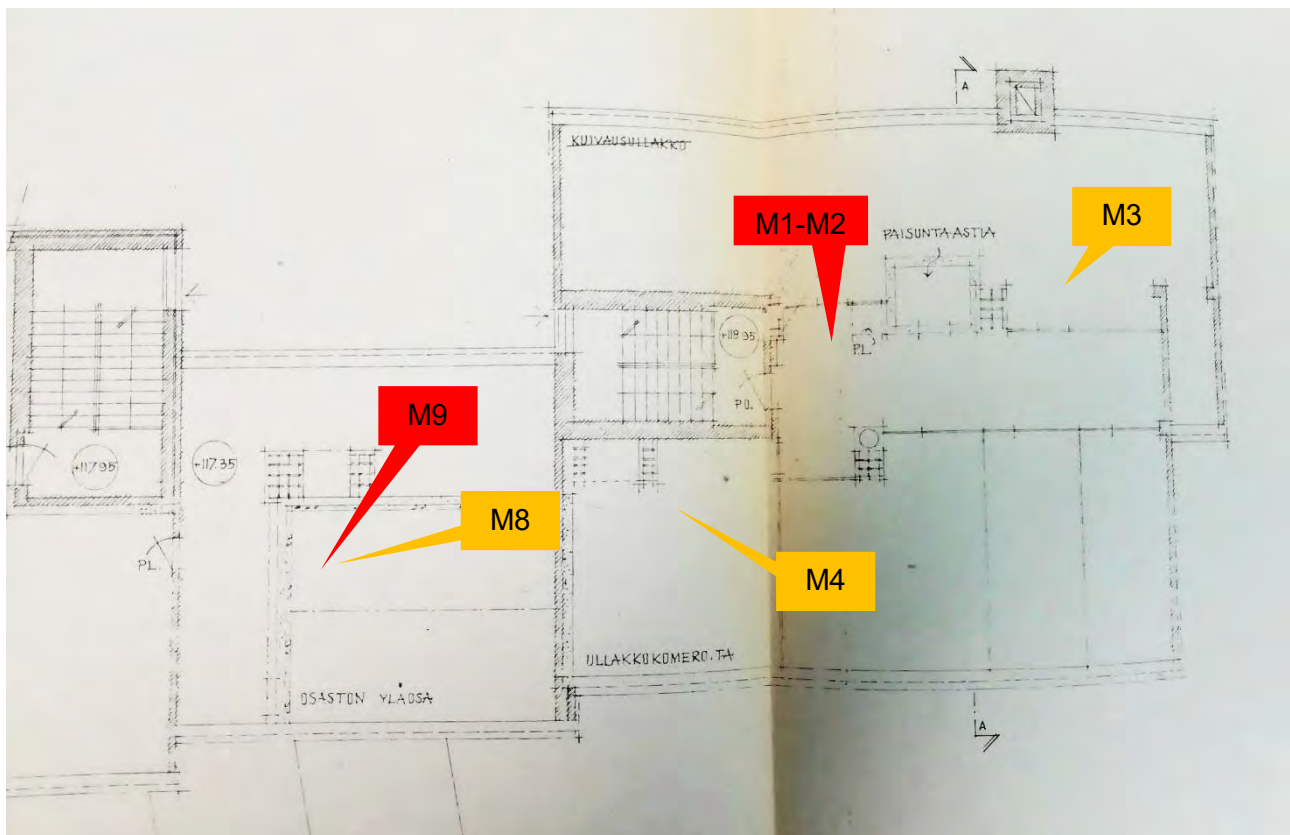 A
KUIVAUSULLAKKO
M1-M2
M3
PAISUNTA-ASTIA
+118.95
PL.
PO.
M9
+117.95
+117.35
M8
PL.
M4
ULLAKKOKOMERO.TA
OSASTON YLÄOSA
A